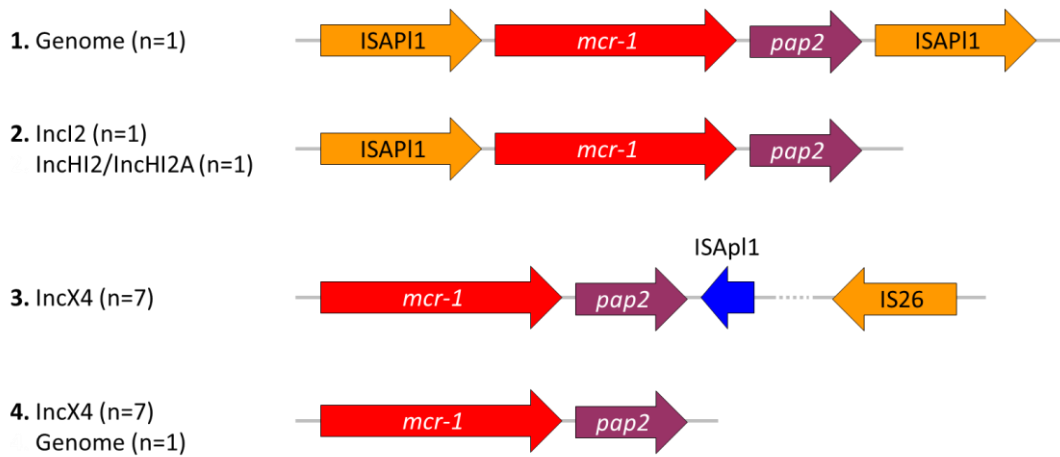 1. Genome (n=1)
ISAPl1 mcr-1 pap2 ISAPl1
2. IncI2 (n=1)
IncHI2/IncHI2A (n=1)
ISAPl1 mcr-1 pap2
ISApl1
3. IncX4 (n=7)
mcr-1 pap2 IS26
4. IncX4 (n=7)
Genome (n=1)
mcr-1 pap2